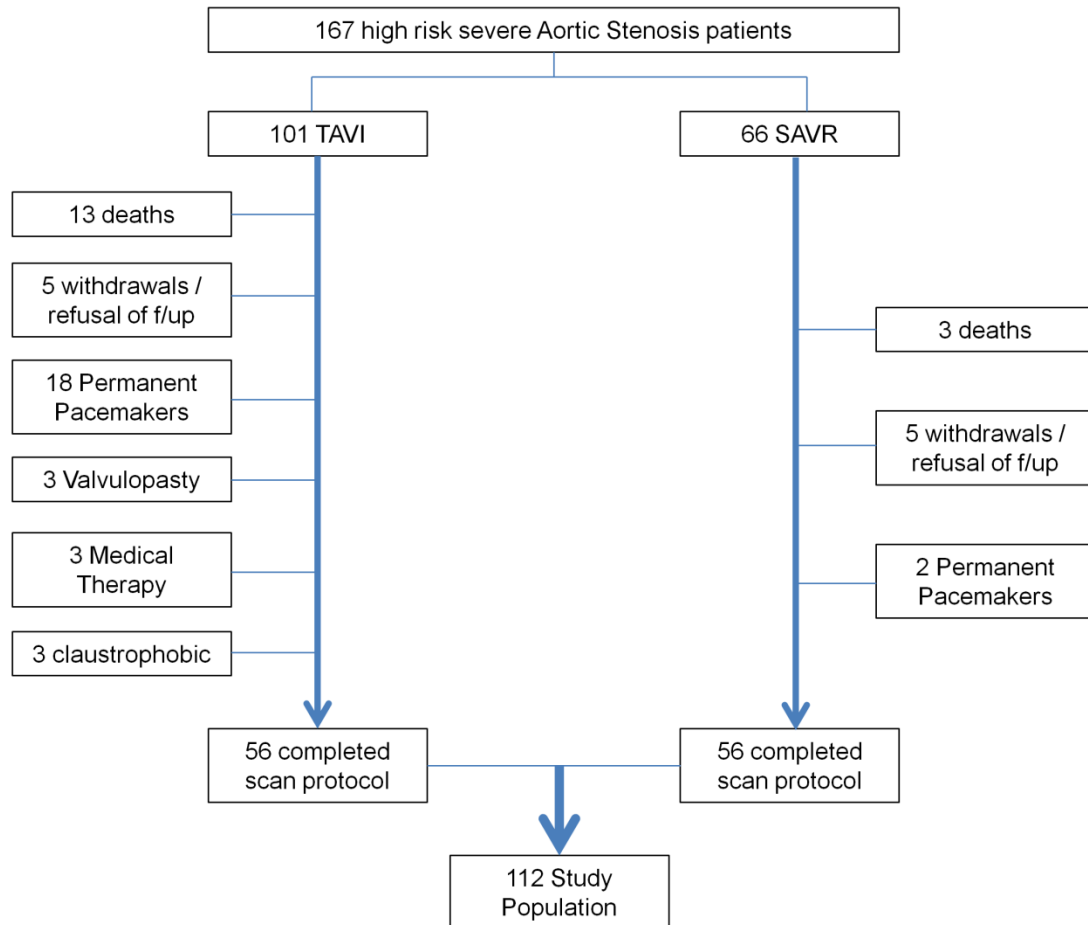 167 high risk severe Aortic Stenosis patients
101 TAVI
66 SAVR
13 deaths
5 withdrawals /
refusal of f/up
18 Permanent
Pacemakers
3 Valvulopasty
3 Medical
Therapy
3 claustrophobic
3 deaths
5 withdrawals /
refusal of f/up
2 Permanent
Pacemakers
56 completed
scan protocol
56 completed
scan protocol
112 Study
Population